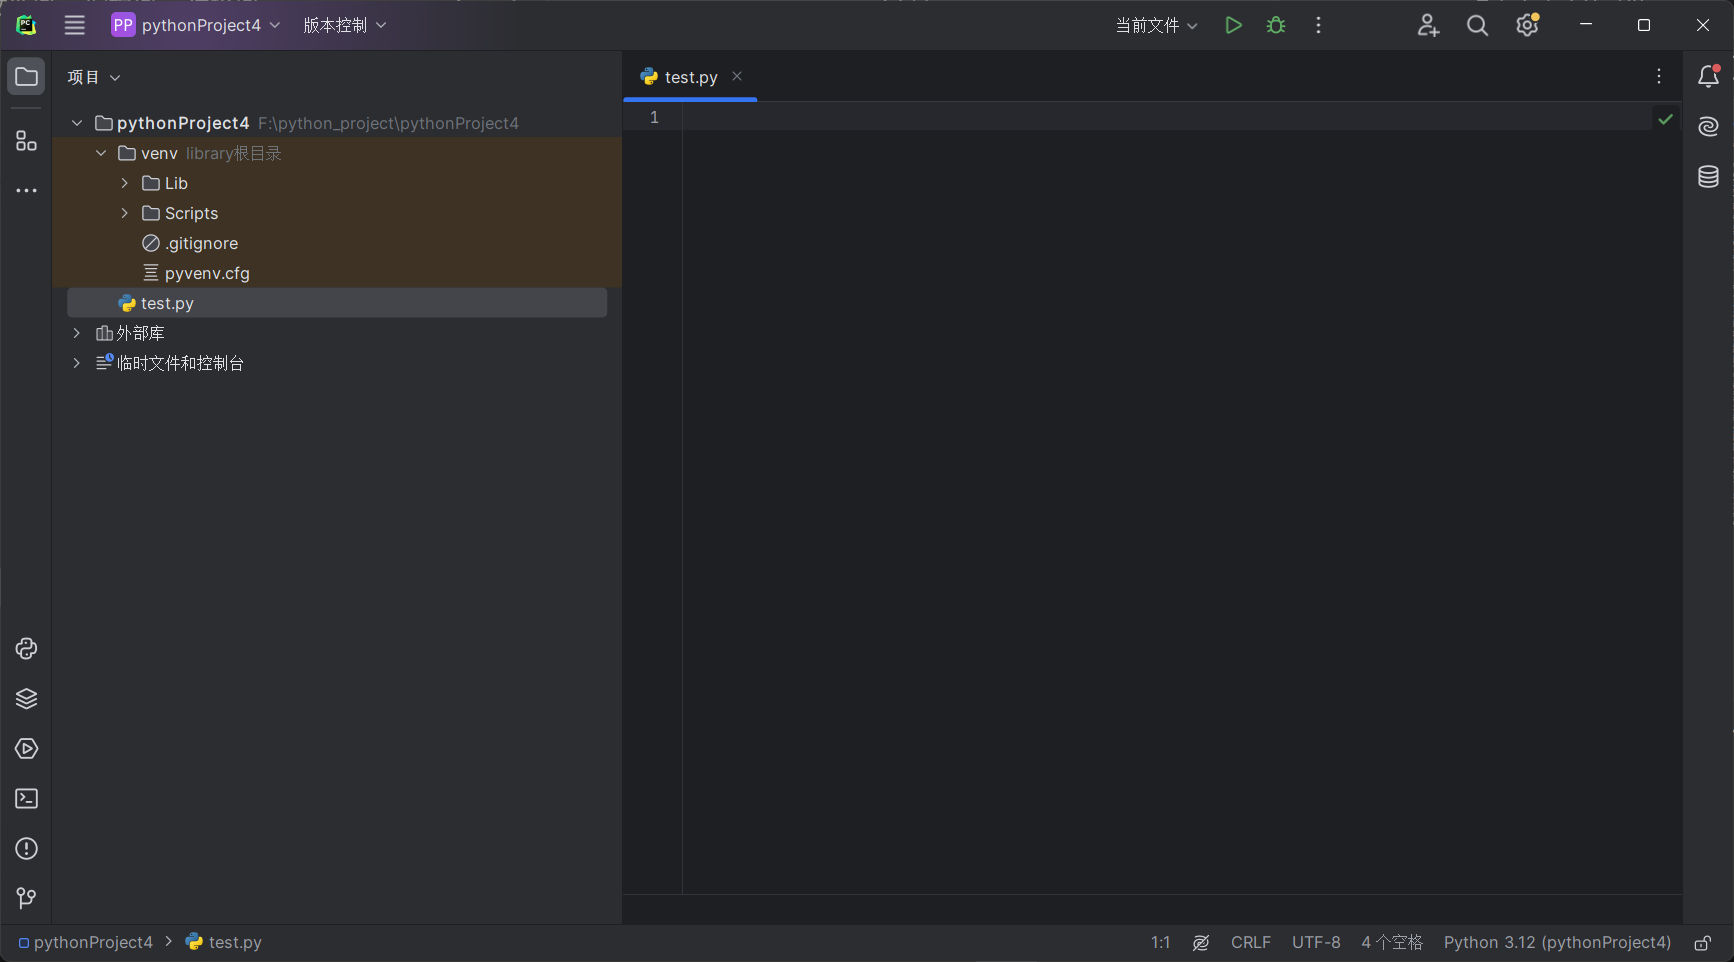 PC
PP pythonProject4 版本控制 当前文件
项目 test.py
pythonProject4 F:\python_project\pythonProject4
1
venv library根目录
Lib
Scripts
.gitignore
pyvenv.cfg
test.py
外部库
临时文件和控制台
pythonProject4 > test.py 1:1 CRLF UTF-8 4 个空格 Python 3.12 (pythonProject4)